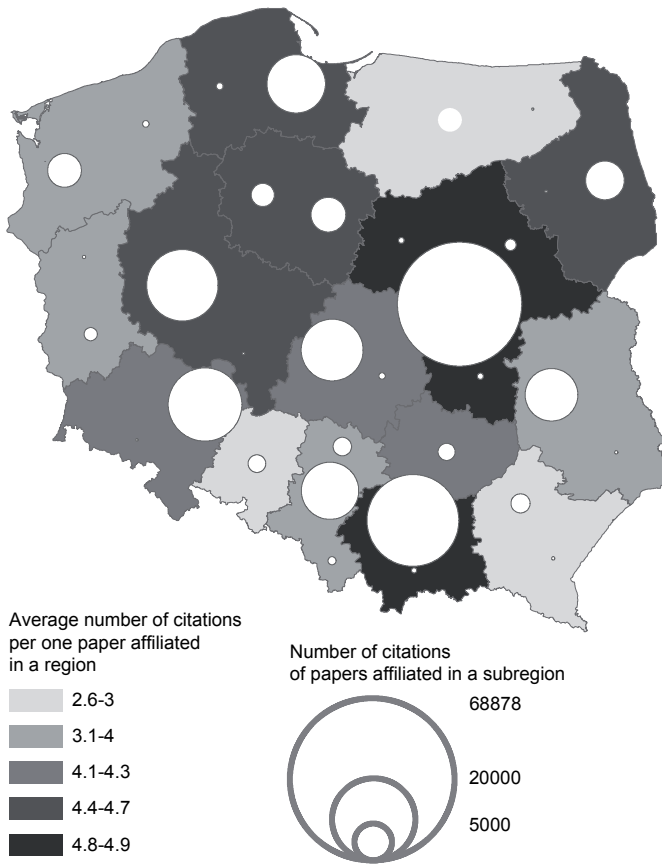 Average number of citations
per one paper affiliated
in a region
2.6-3
3.1-4
4.1-4.3
4.4-4.7
4.8-4.9
Number of citations
of papers affiliated in a subregion
68878
20000
5000